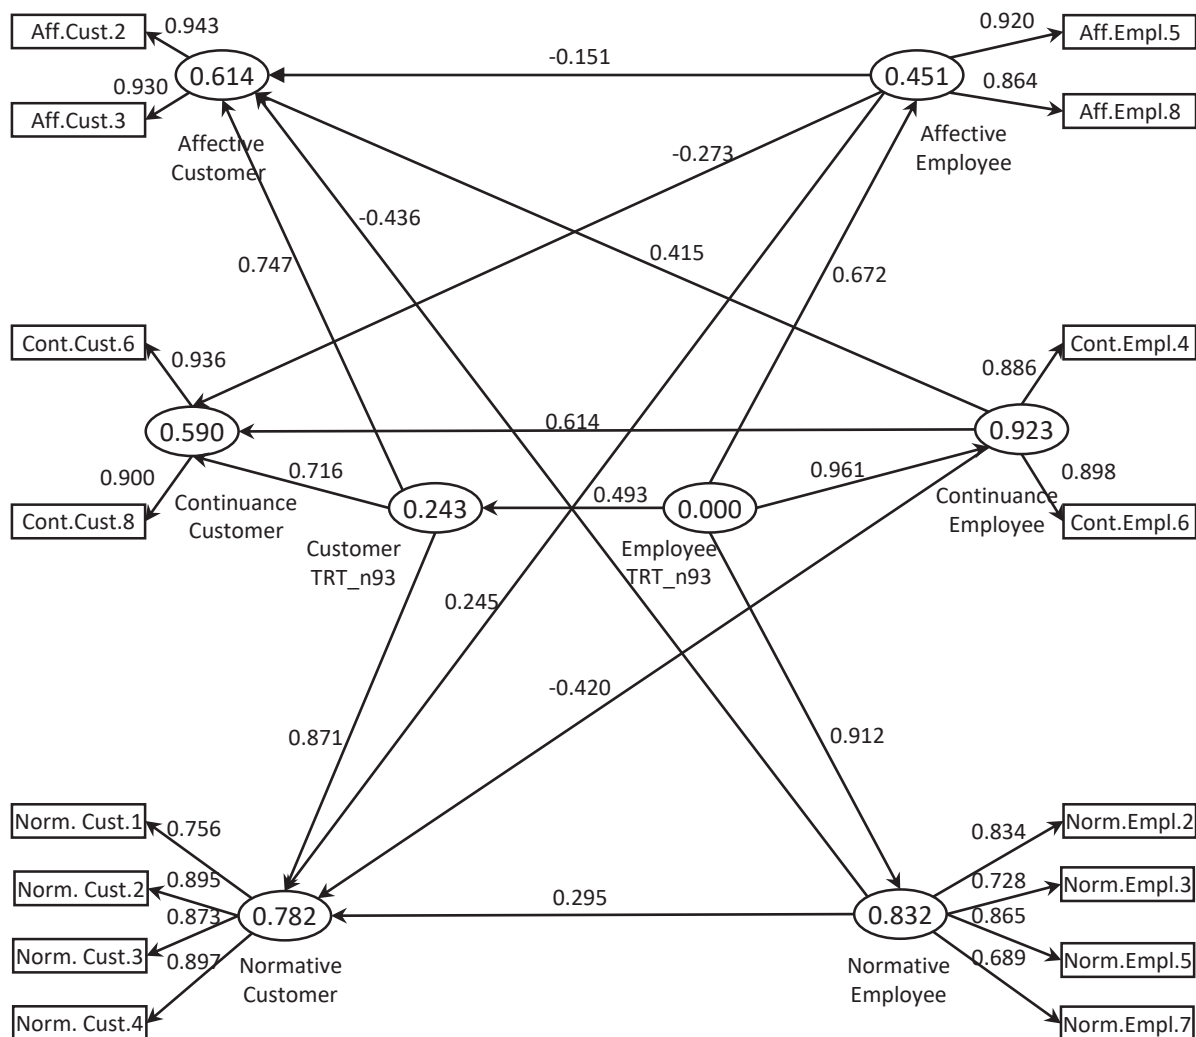 Aff.Cust.2
0.943
0.920
Aff.Empl.5
-0.151
0.614
0.451
0.930
0.864
Aff.Cust.3
Aff.Empl.8
Affective
Customer
Affective
Employee
-0.273
-0.436
0.415
0.747
0.672
Cont.Cust.6
0.936
Cont.Empl.4
0.886
0.590
0.614
0.923
0.900
0.716
0.961
0.898
Cont.Cust.8
Continuance
Customer
0.243
0.493
0.000
Continuance
Employee
Cont.Empl.6
Customer
TRT_n93
Employee
TRT_n93
0.245
-0.420
0.871
0.912
Norm. Cust.1
0.756
0.834
Norm.Empl.2
Norm. Cust.2
0.895
0.728
Norm.Empl.3
0.873
0.782
0.295
0.832
0.865
Norm. Cust.3
0.897
0.689
Norm.Empl.5
Normative
Customer
Normative
Employee
Norm. Cust.4
Norm.Empl.7